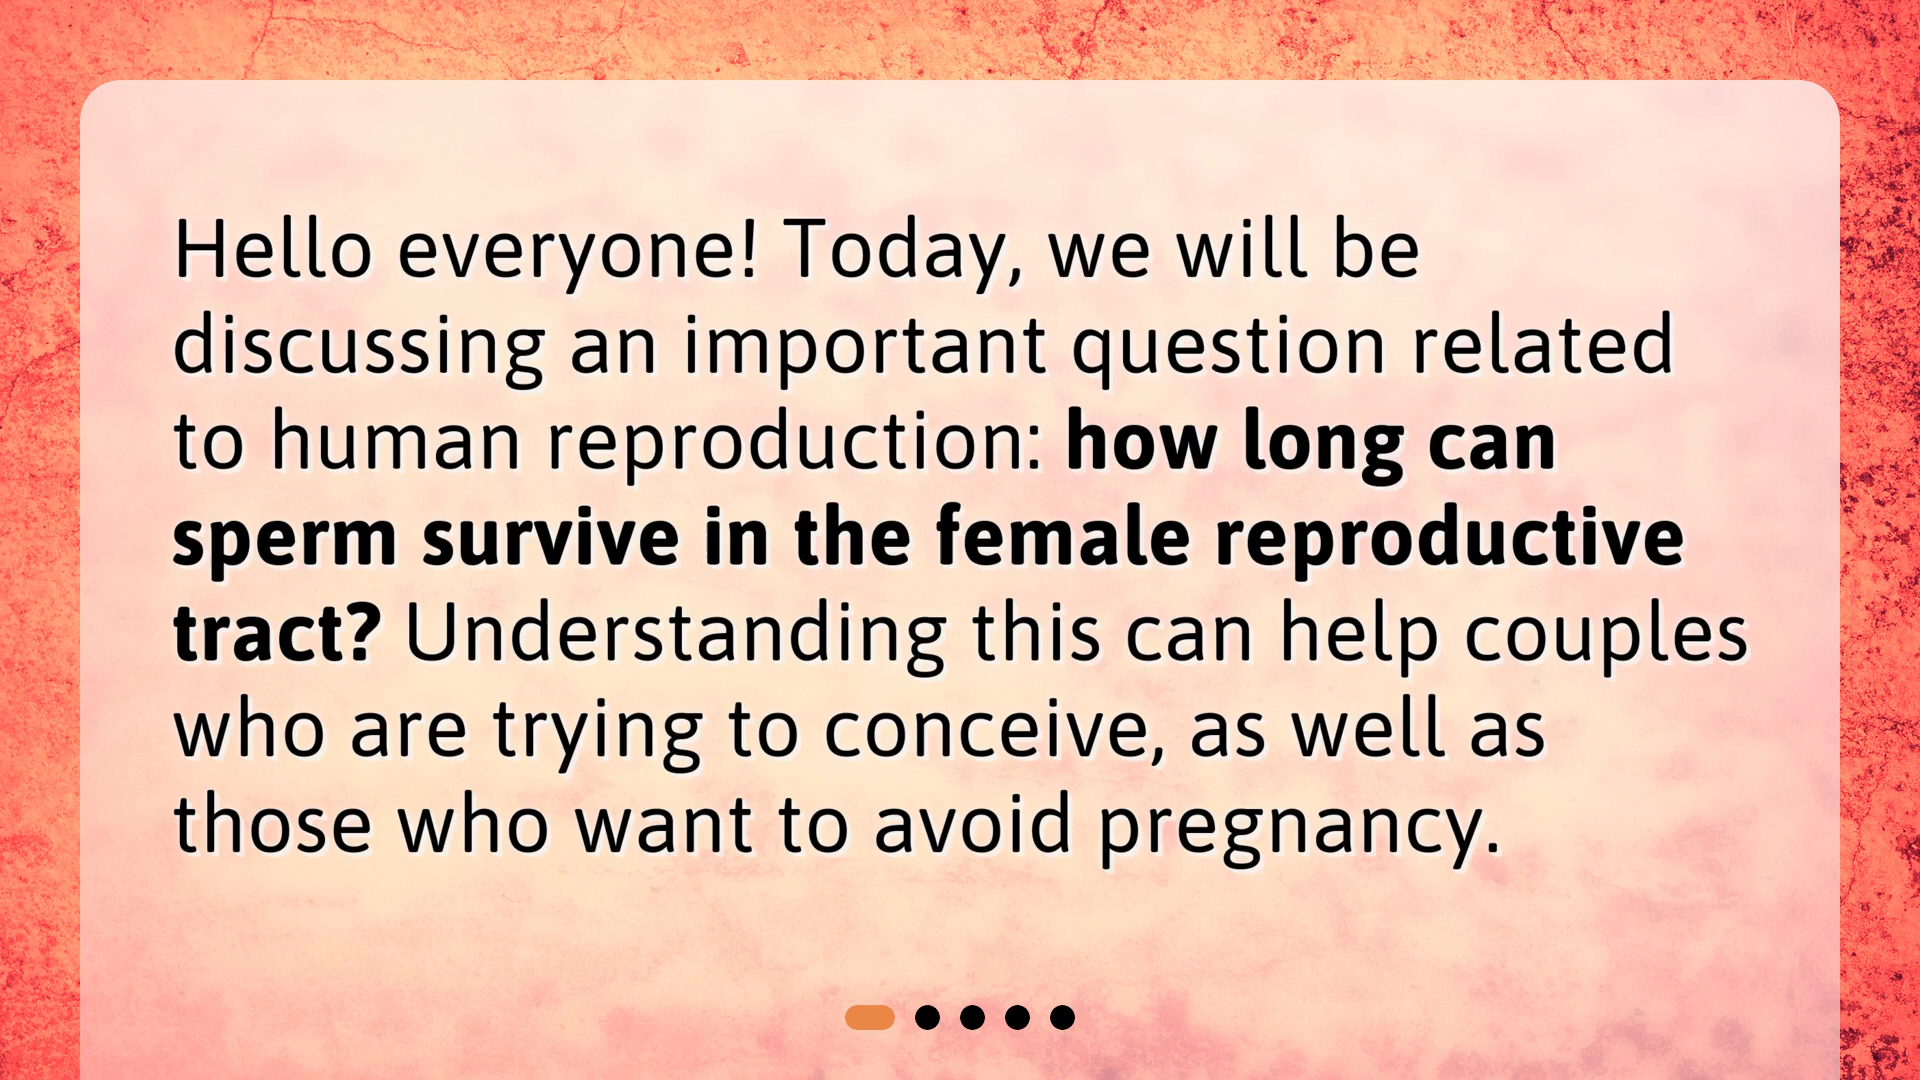 Hello everyone! Today, we will be
discussing an important question related
to human reproduction: how long can
sperm survive in the female reproductive
tract? Understanding this can help couples
who are trying to conceive, as well as
those who want to avoid pregnancy.